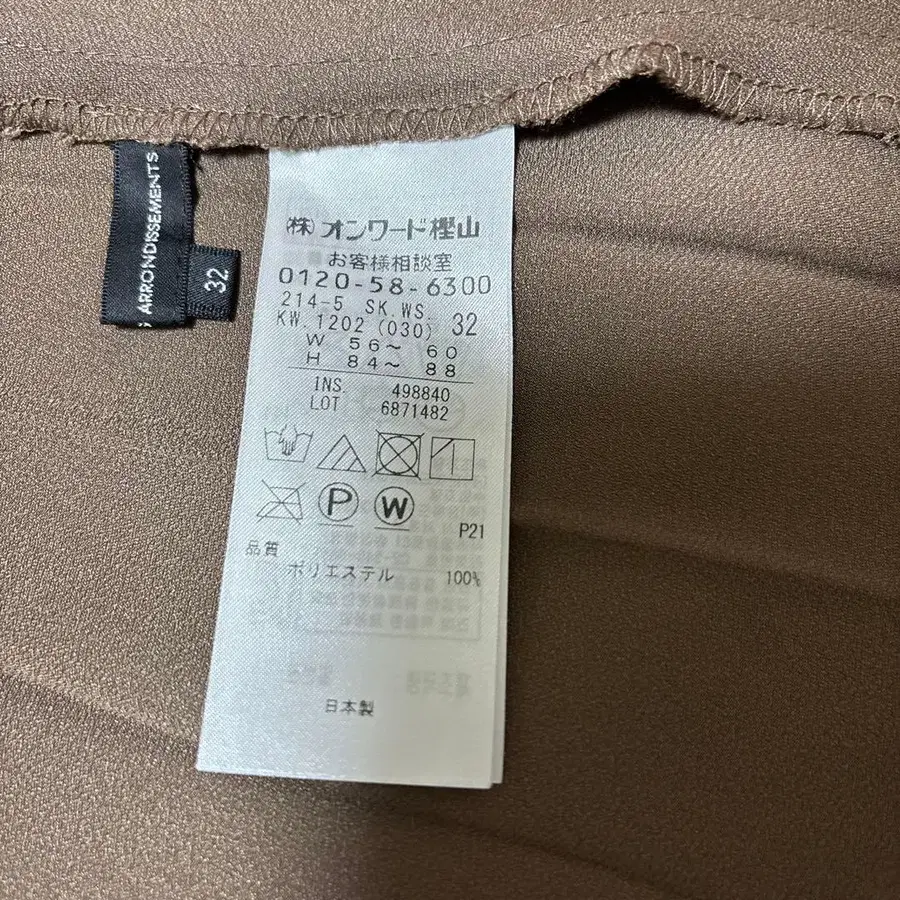 ARRONDISSEMENTS
32
(株)オンワード樫山
お客様相談室
0120-58-6300
214-5 SK.WS.
KW.1202 (030) 32
W 56～ 60
H 84～ 88
INS 498840
LOT 6871482
P
W
P21
品質
ポリエステル 100%
日本製